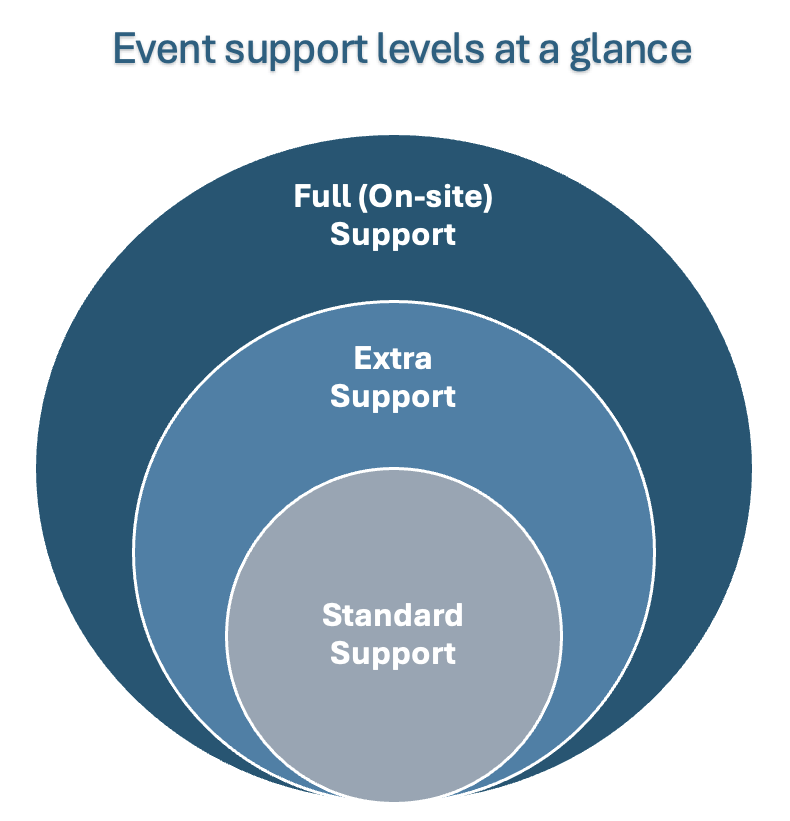 Event support levels at a glance
Full (On-site)
Support
Extra
Support
Standard
Support